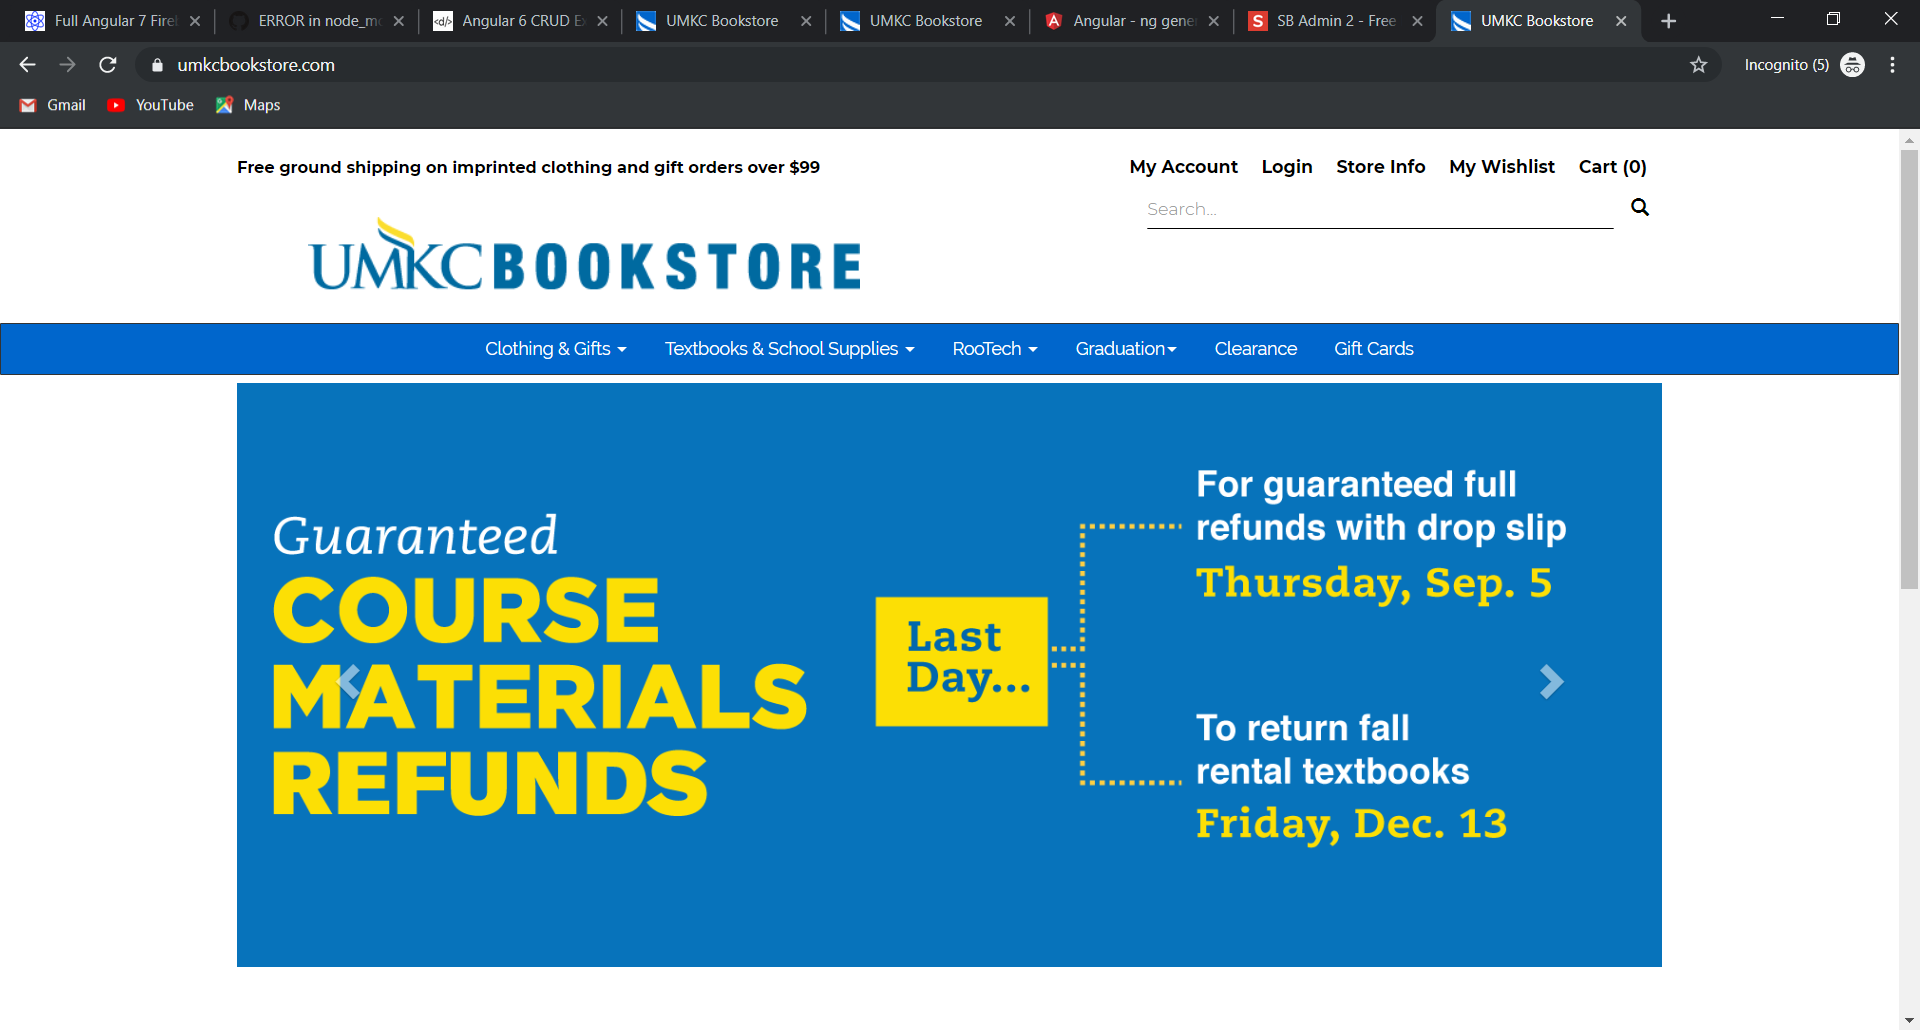 Full Angular 7 Fire
ERROR in node_mo
Angular 6 CRUD Ex
UMKC Bookstore
UMKC Bookstore
Angular - ng gene
SB Admin 2 - Free
UMKC Bookstore
umkcbookstore.com
Incognito (5)
Gmail
YouTube
Maps
Free ground shipping on imprinted clothing and gift orders over $99
My Account
Login
Store Info
My Wishlist
Cart (0)
Search...
UMKC BOOKSTORE
Clothing & Gifts
Textbooks & School Supplies
RooTech
Graduation
Clearance
Gift Cards
Guaranteed
COURSE
MATERIALS
REFUNDS
Last
Day...
For guaranteed full
refunds with drop slip
Thursday, Sep. 5
To return fall
rental textbooks
Friday, Dec. 13